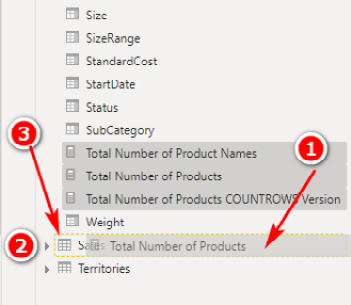 Size
SizeRange
StandardCost
StartDate
Status
SubCategory
3
Total Number of Product Names
1
Total Number of Products
Total Number of Products COUNTROWS Version
Weight
2
Sales Total Number of Products
Territories